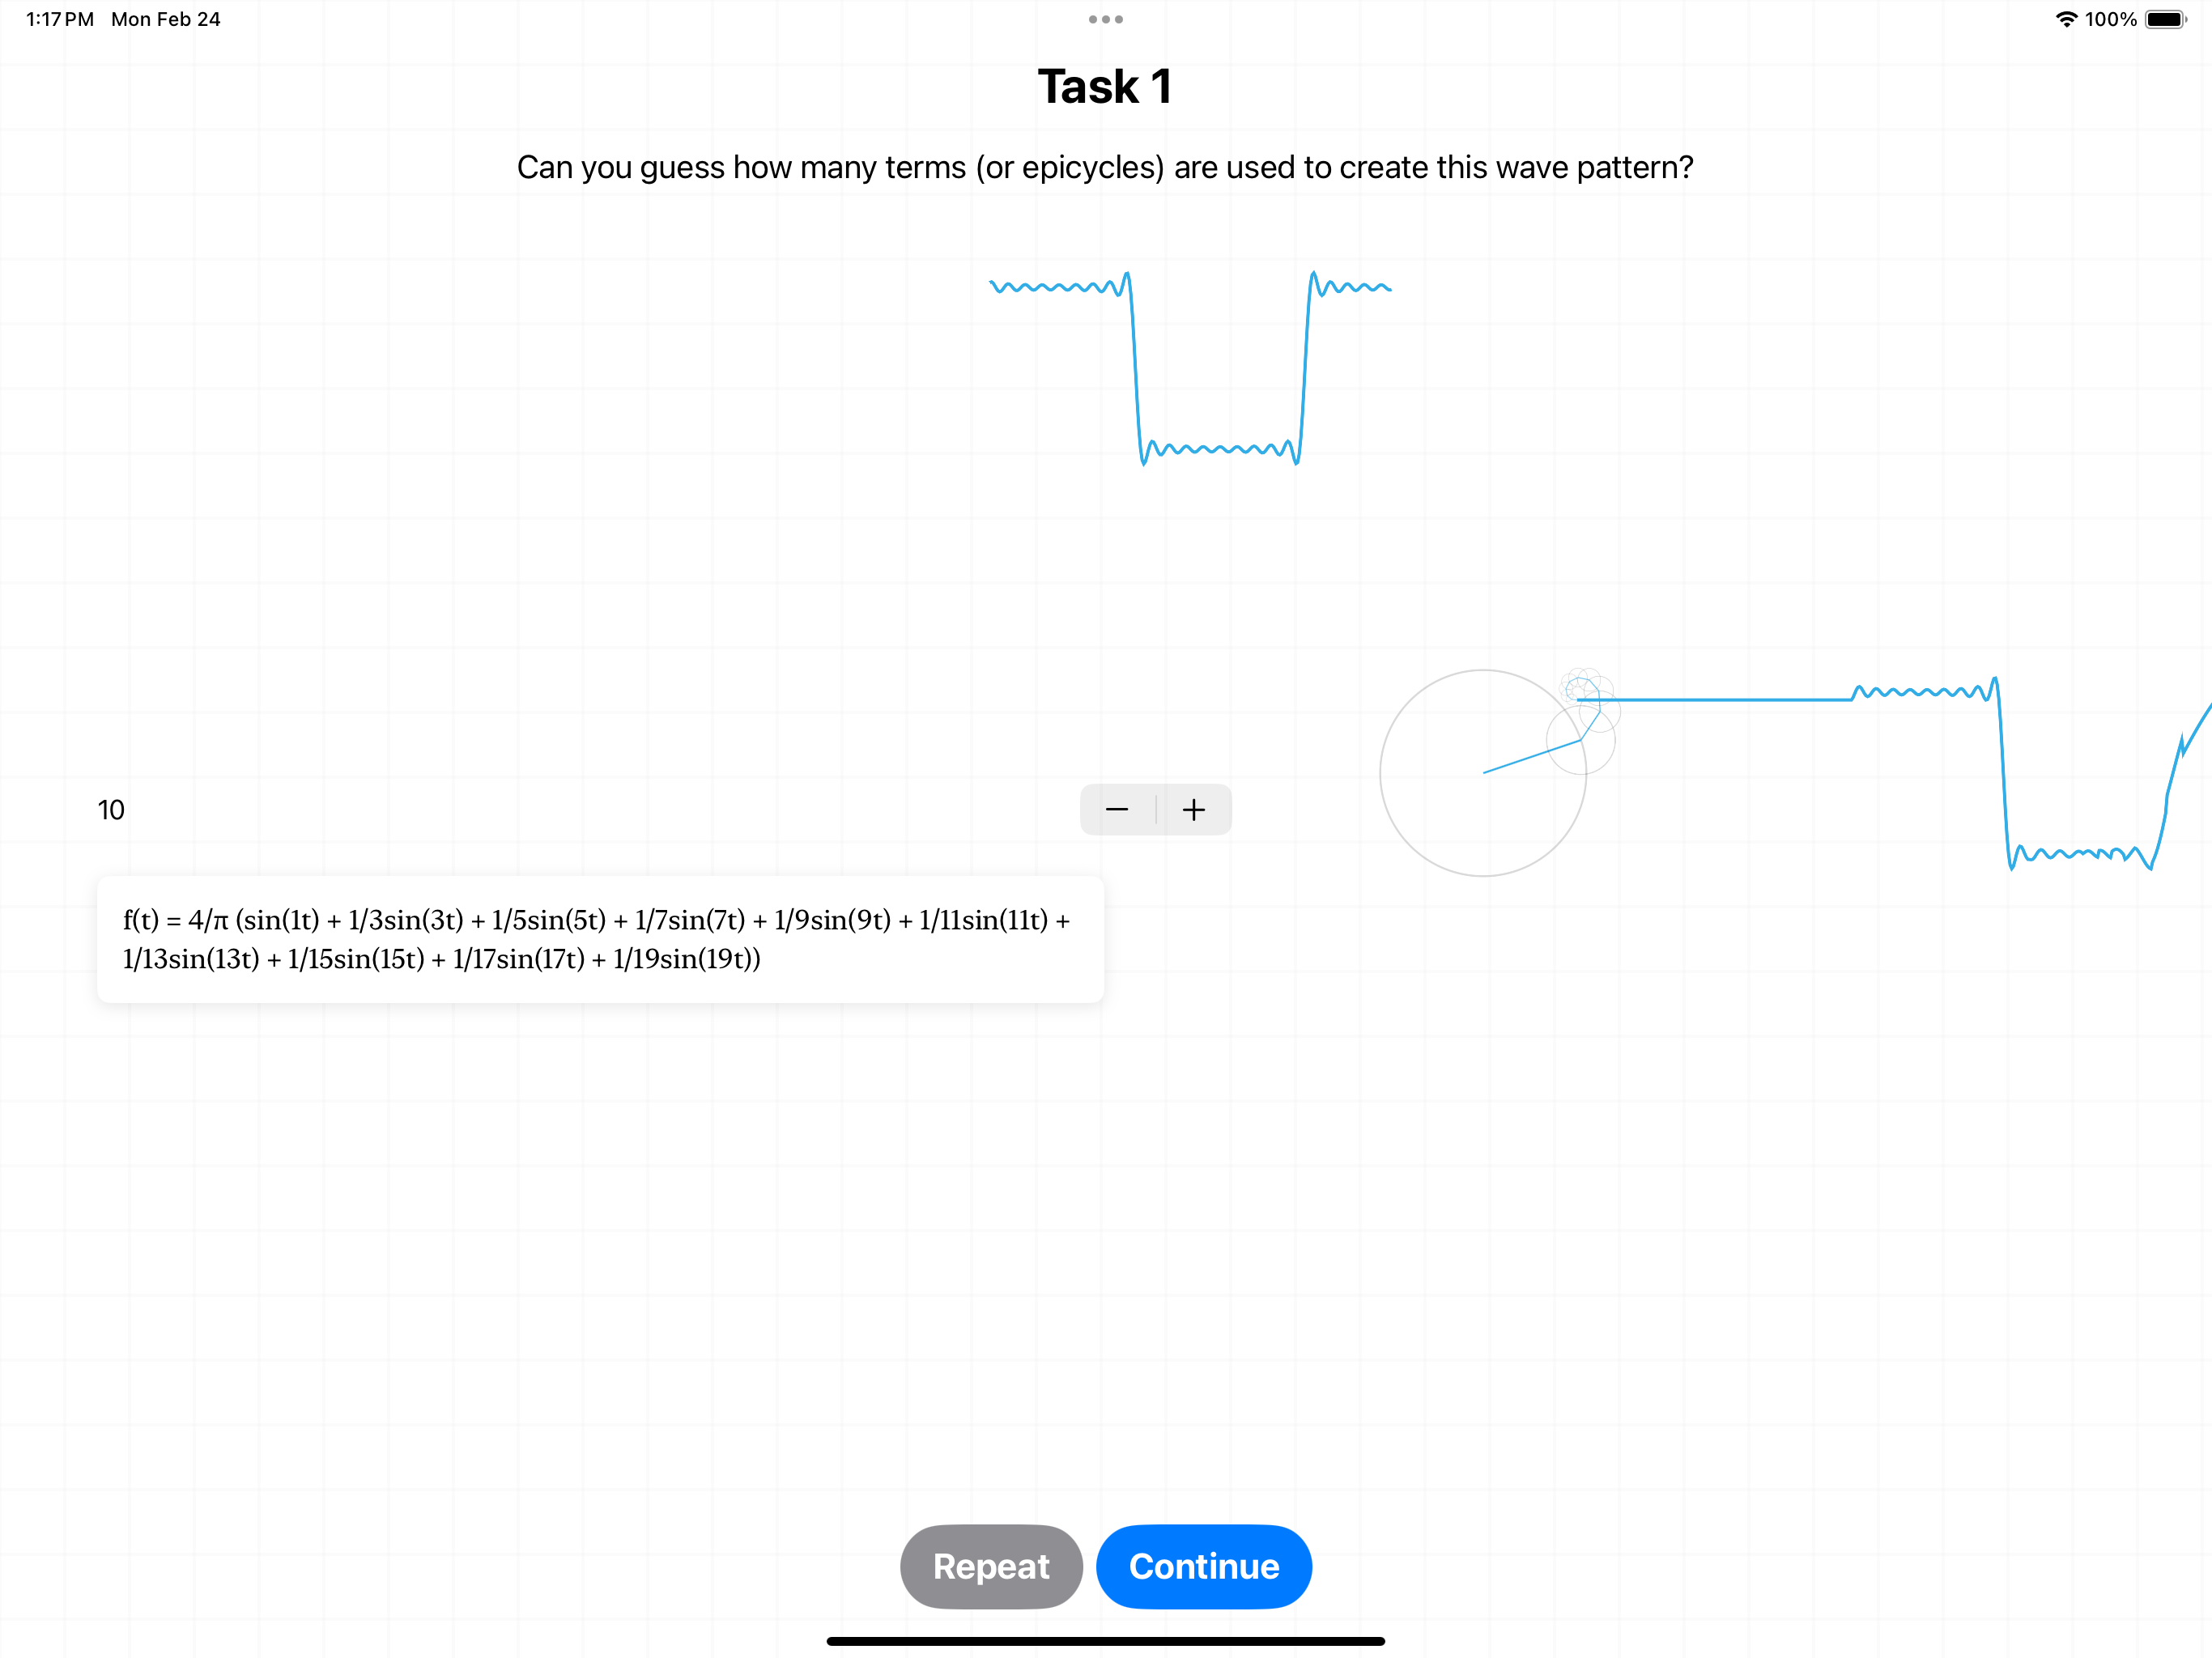 1:17 PM Mon Feb 24
100%
Task 1
Can you guess how many terms (or epicycles) are used to create this wave pattern?
10
− +
f(t) = 4/π (sin(1t) + 1/3sin(3t) + 1/5sin(5t) + 1/7sin(7t) + 1/9sin(9t) + 1/11sin(11t) +
1/13sin(13t) + 1/15sin(15t) + 1/17sin(17t) + 1/19sin(19t))
Repeat Continue